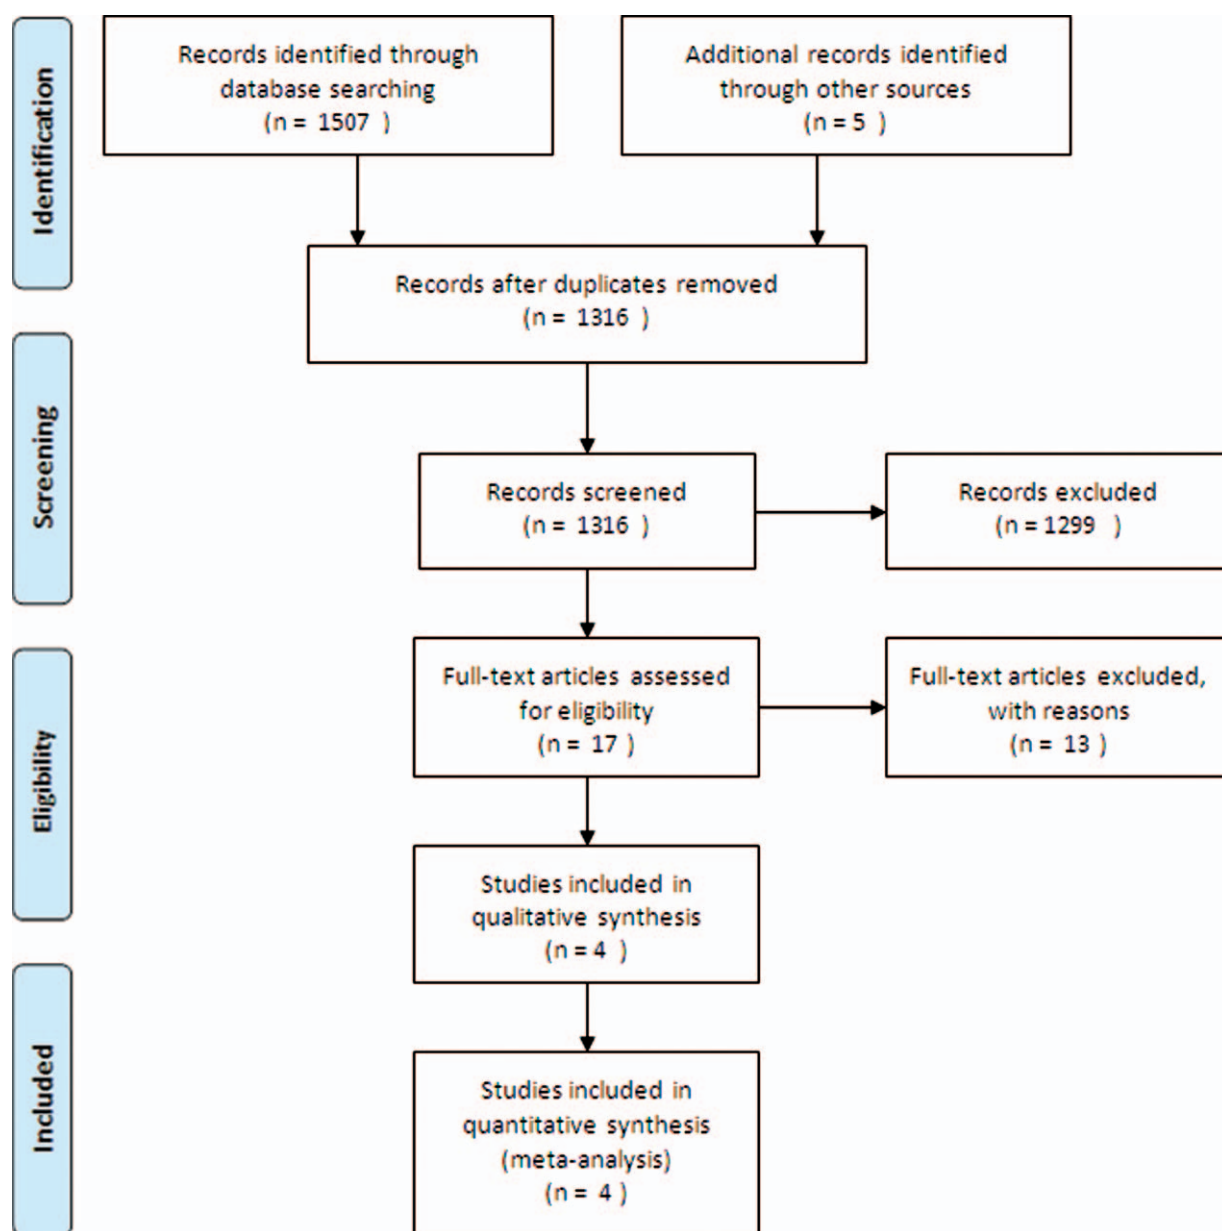 Identification
Records identified through
database searching
(n = 1507 )
Additional records identified
through other sources
(n = 5 )
Records after duplicates removed
(n = 1316 )
Screening
Records screened
(n = 1316 )
Records excluded
(n = 1299 )
Eligibility
Full-text articles assessed
for eligibility
(n = 17 )
Full-text articles excluded,
with reasons
(n = 13 )
Studies included in
qualitative synthesis
(n = 4 )
Included
Studies included in
quantitative synthesis
(meta-analysis)
(n = 4 )